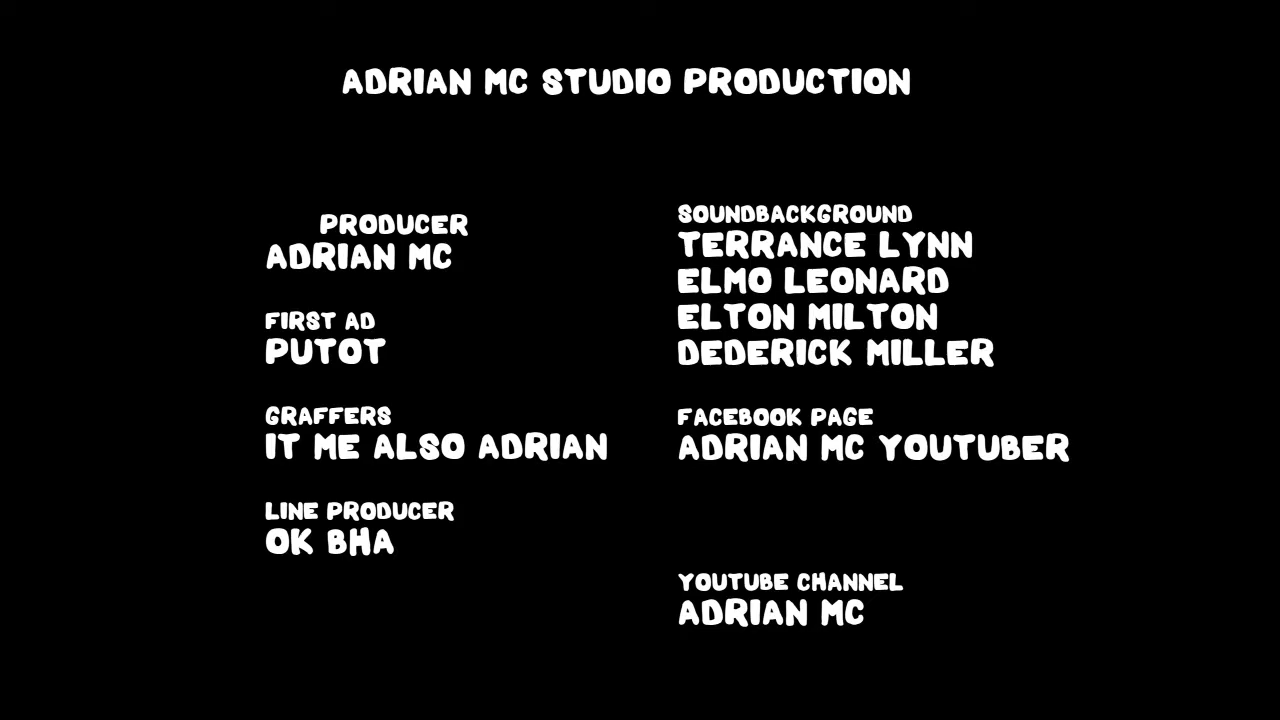 ADRIAN MC STUDIO PRODUCTION
PRODUCER
ADRIAN MC
FIRST AD
PUTOT
GRAFFERS
IT ME ALSO ADRIAN
LINE PRODUCER
OK BHA
SOUNDBACKGROUND
TERRANCE LYNN
ELMO LEONARD
ELTON MILTON
DEDERICK MILLER
FACEBOOK PAGE
ADRIAN MC YOUTUBER
YOUTUBE CHANNEL
ADRIAN MC